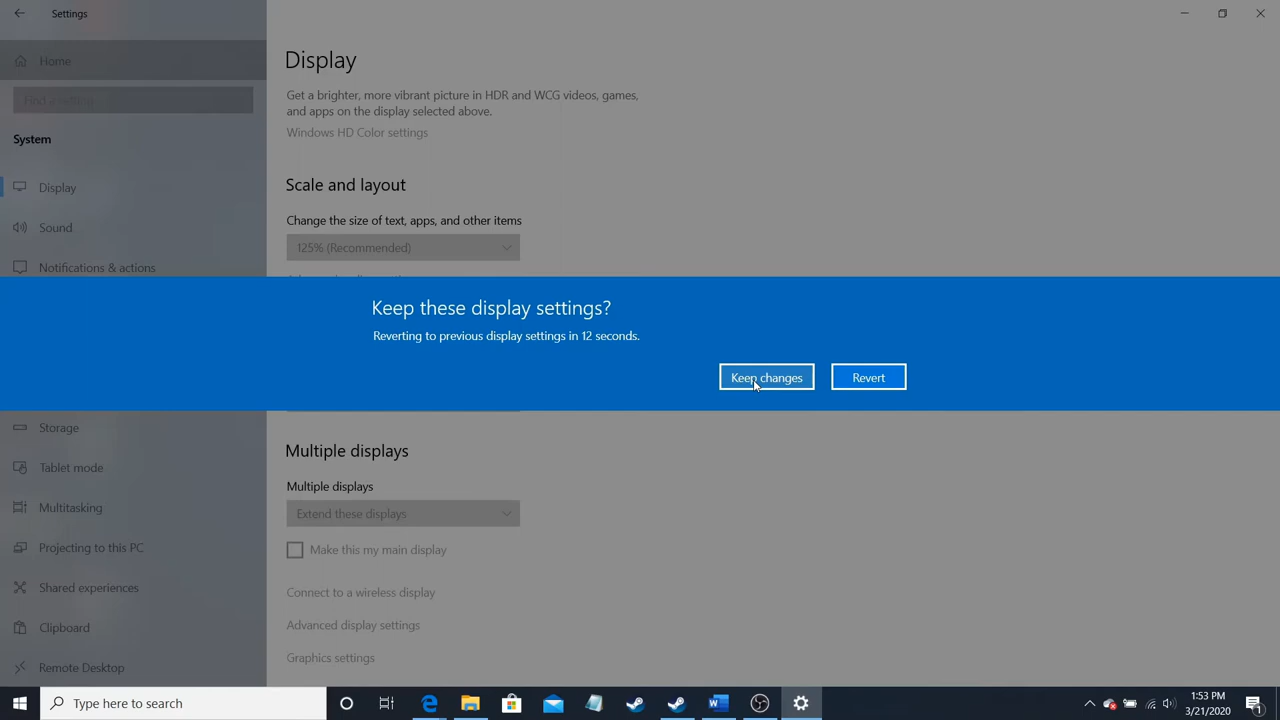 Settings
Home
Find a setting
System
Display
Sound
Notifications & actions
Storage
Tablet mode
Multitasking
Projecting to this PC
Shared experiences
Clipboard
Remote Desktop
Display
Get a brighter, more vibrant picture in HDR and WCG videos, games,
and apps on the display selected above.
Windows HD Color settings
Scale and layout
Change the size of text, apps, and other items
125% (Recommended)
Keep these display settings?
Reverting to previous display settings in 12 seconds.
Keep changes
Revert
Multiple displays
Multiple displays
Extend these displays
Make this my main display
Connect to a wireless display
Advanced display settings
Graphics settings
Type here to search
1:53 PM
3/21/2020
1